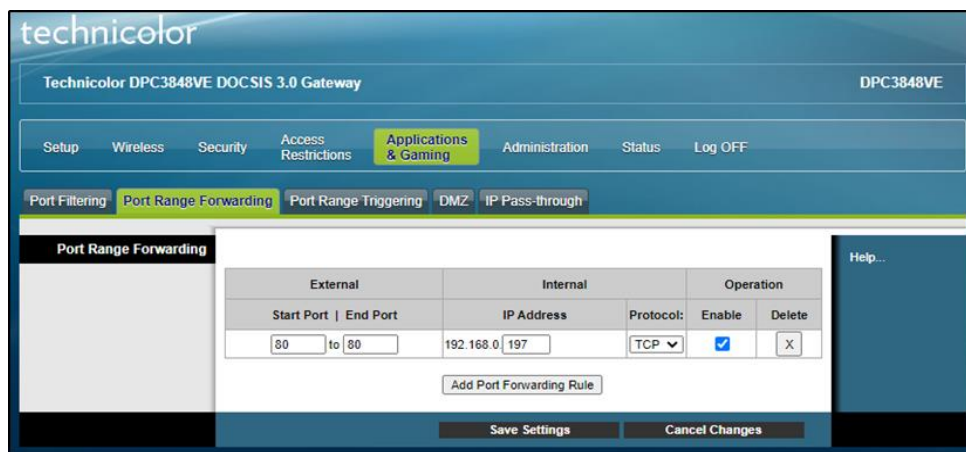 technicolor
Technicolor DPC3848VE DOCSIS 3.0 Gateway DPC3848VE
Setup Wireless Security Access Restrictions Applications & Gaming Administration Status Log OFF
Port Filtering Port Range Forwarding Port Range Triggering DMZ IP Pass-through
Port Range Forwarding
Help...
External Internal Operation
Start Port | End Port IP Address Protocol: Enable Delete
80 to 80 192.168.0. 197 TCP X
Add Port Forwarding Rule
Save Settings Cancel Changes